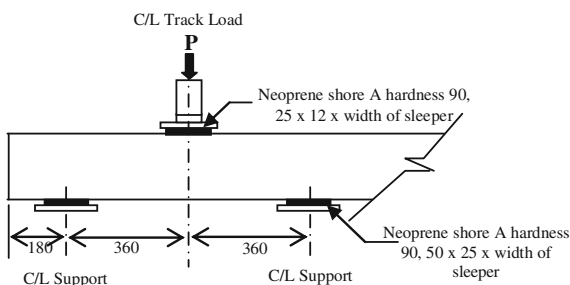 C/L Track Load
P
Neoprene shore A hardness 90,
25 x 12 x width of sleeper
180
360
360
Neoprene shore A hardness
90, 50 x 25 x width of
sleeper
C/L Support
C/L Support